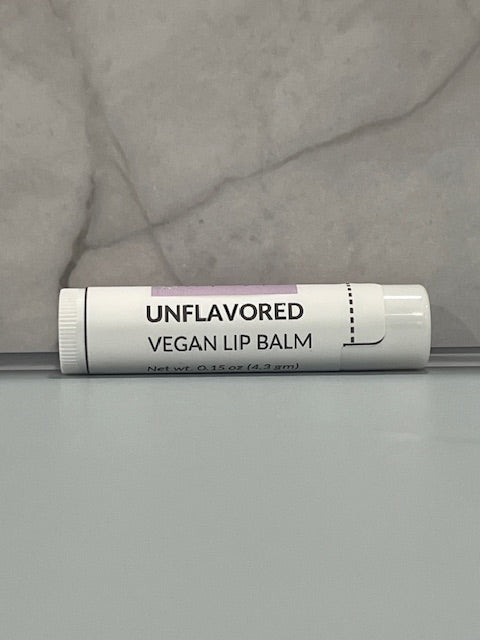 UNFLAVORED
VEGAN LIP BALM
Net wt. 0.15 oz (4.3 gm)